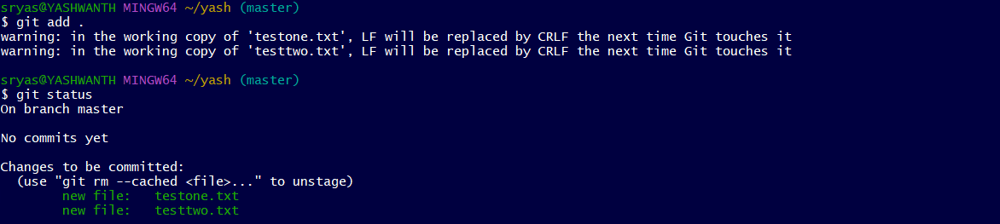 sryas@YASHWANTH MINGW64 ~/yash (master)
$ git add .
warning: in the working copy of 'testone.txt', LF will be replaced by CRLF the next time Git touches it
warning: in the working copy of 'testtwo.txt', LF will be replaced by CRLF the next time Git touches it
sryas@YASHWANTH MINGW64 ~/yash (master)
$ git status
On branch master
No commits yet
Changes to be committed:
  (use "git rm --cached <file>..." to unstage)
        new file:   testone.txt
        new file:   testtwo.txt